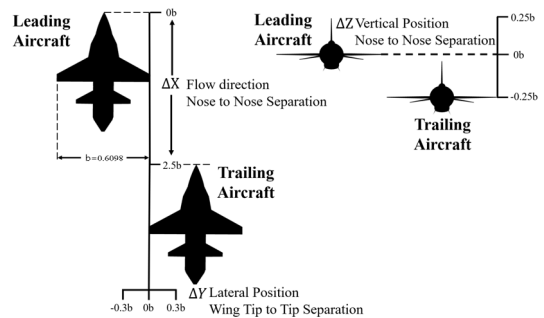 Leading
Aircraft
0b
ΔX Flow direction
Nose to Nose Separation
b=0.6098
2.5b
Trailing
Aircraft
ΔY Lateral Position
Wing Tip to Tip Separation
-0.3b 0b 0.3b
Leading
Aircraft
ΔZ Vertical Position
Nose to Nose Separation
0.25b
0b
-0.25b
Trailing
Aircraft